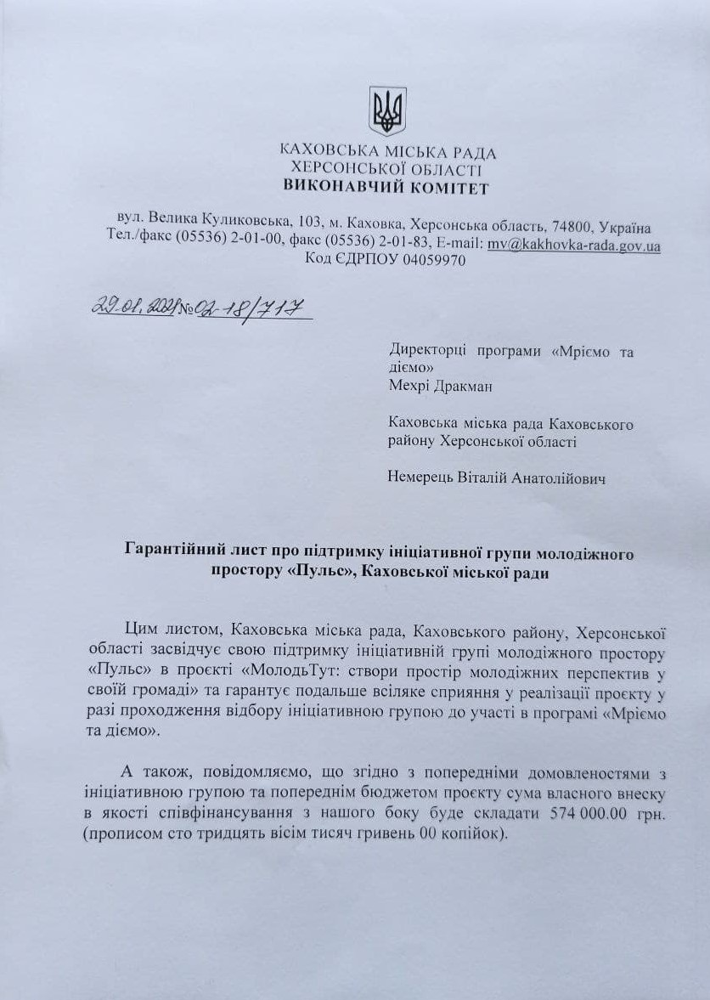 КАХОВСЬКА МІСЬКА РАДА
ХЕРСОНСЬКОЇ ОБЛАСТІ
ВИКОНАВЧИЙ КОМІТЕТ
вул. Велика Куликовська, 103, м. Каховка, Херсонська область, 74800, Україна
Тел./факс (05536) 2-01-00, факс (05536) 2-01-83, E-mail: mv@kakhovka-rada.gov.ua
Код ЄДРПОУ 04059970
29.01.2021 № 02-18/717
Директорці програми «Мріємо та
діємо»
Мехрі Дракман
Каховська міська рада Каховського
району Херсонської області
Немерець Віталій Анатолійович
Гарантійний лист про підтримку ініціативної групи молодіжного
простору «Пульс», Каховської міської ради
Цим листом, Каховська міська рада, Каховського району, Херсонської
області засвідчує свою підтримку ініціативній групі молодіжного простору
«Пульс» в проєкті «МолодьТут: створи простір молодіжних перспектив у
своїй громаді» та гарантує подальше всіляке сприяння у реалізації проєкту у
разі проходження відбору ініціативною групою до участі в програмі «Мріємо
та діємо».
А також, повідомляємо, що згідно з попередніми домовленостями з
ініціативною групою та попереднім бюджетом проєкту сума власного внеску
в якості співфінансування з нашого боку буде складати 574 000.00 грн.
(прописом сто тридцять вісім тисяч гривень 00 копійок).